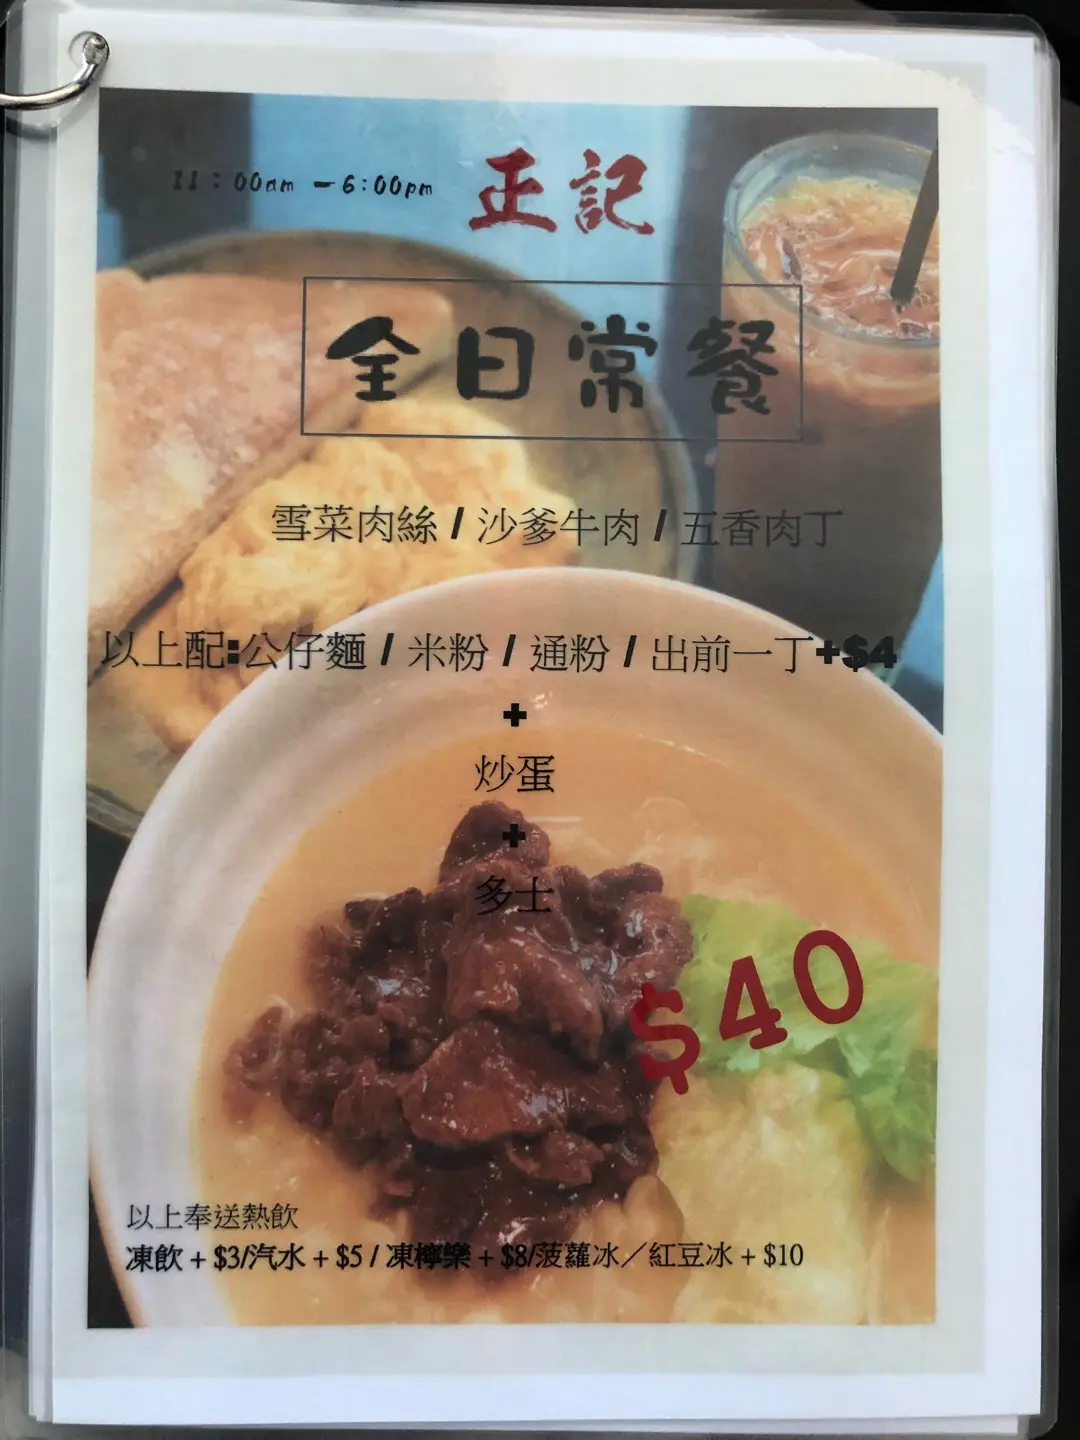 11：00am －6:00pm
正記
全日常餐
雪菜肉絲 / 沙爹牛肉 / 五香肉丁
以上配:公仔麵 / 米粉 / 通粉 / 出前一丁+$4
+
炒蛋
+
多士
$40
以上奉送熱飲
凍飲 + $3/汽水 + $5 / 凍檸樂 + $8/菠蘿冰／紅豆冰 + $10